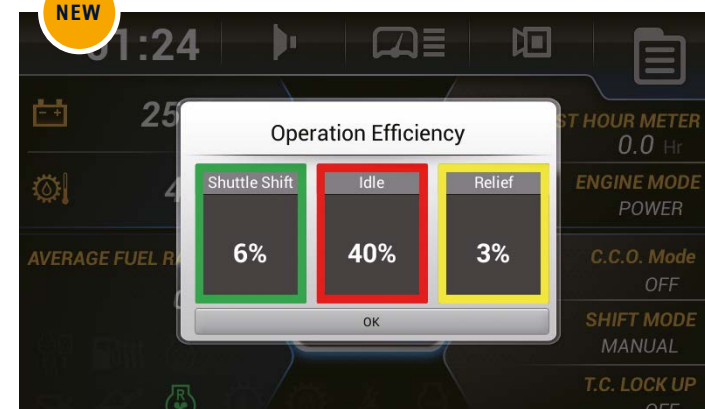 NEW
1:24
25
ST HOUR METER
0.0 Hr
Operation Efficiency
Shuttle Shift
Idle
Relief
ENGINE MODE
POWER
4
6%
40%
3%
AVERAGE FUEL R
C.C.O. Mode
OFF
OK
SHIFT MODE
MANUAL
R
T.C. LOCK UP
OFF